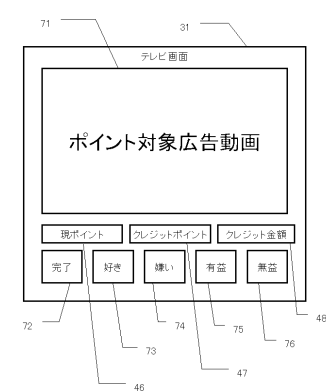 71
31
テレビ画面
ポイント対象広告動画
現ポイント クレジットポイント クレジット金額
完了 好き 嫌い 有益 無益
48
72
73
74
75
76
46
47